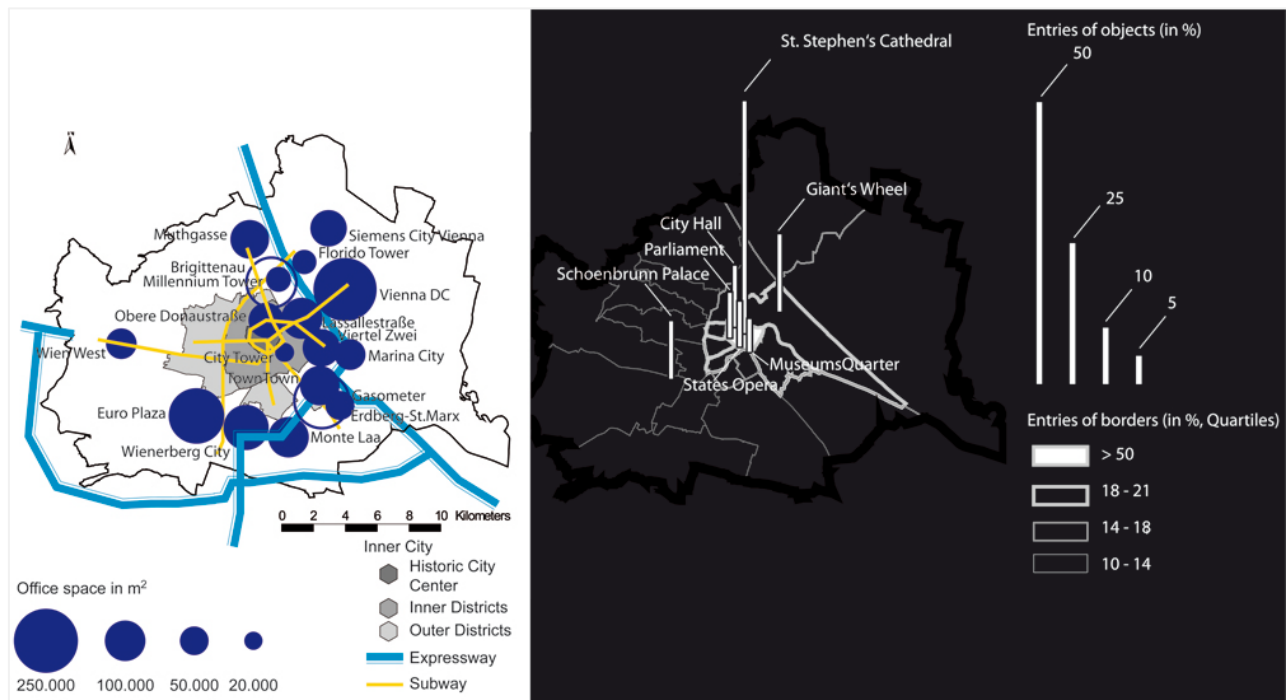 Ä
Muthgasse
Siemens City Vienna
Florido Tower
Brigittenau
Millennium Tower
Vienna DC
Obere Donaustraße
Lassallestraße
Viertel Zwei
Wien West
City Tower
Marina City
TownTown
Gasometer
Euro Plaza
Erdberg-St.Marx
Monte Laa
Wienerberg City
0 2 4 6 8 10 Kilometers
Inner City
Historic City
Center
Inner Districts
Outer Districts
Expressway
Subway
Office space in m²
250.000 100.000 50.000 20.000
St. Stephen's Cathedral
Giant's Wheel
City Hall
Parliament
Schoenbrunn Palace
MuseumsQuarter
States Opera
Entries of objects (in %)
50
25
10
5
Entries of borders (in %, Quartiles)
> 50
18 - 21
14 - 18
10 - 14